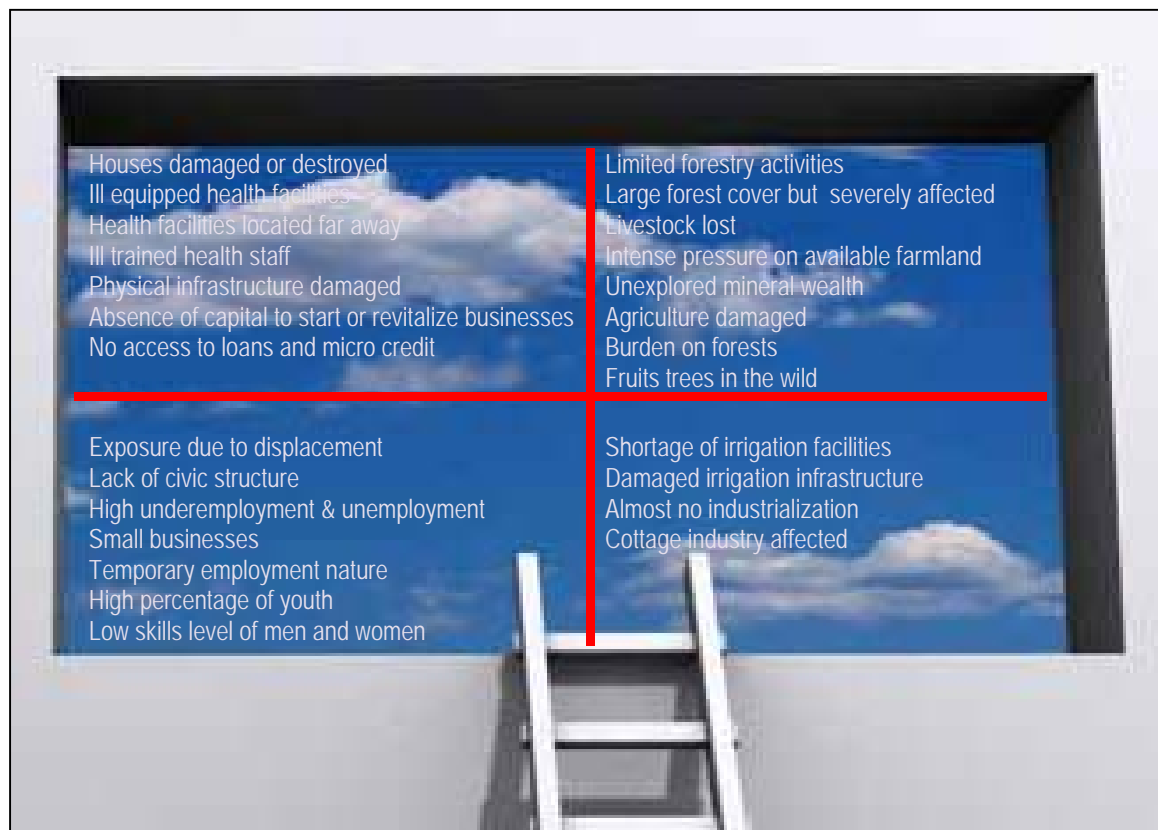 Houses damaged or destroyed
Ill equipped health facilities
Health facilities located far away
Ill trained health staff
Physical infrastructure damaged
Absence of capital to start or revitalize businesses
No access to loans and micro credit
Limited forestry activities
Large forest cover but severely affected
Livestock lost
Intense pressure on available farmland
Unexplored mineral wealth
Agriculture damaged
Burden on forests
Fruits trees in the wild
Exposure due to displacement
Lack of civic structure
High underemployment & unemployment
Small businesses
Temporary employment nature
High percentage of youth
Low skills level of men and women
Shortage of irrigation facilities
Damaged irrigation infrastructure
Almost no industrialization
Cottage industry affected